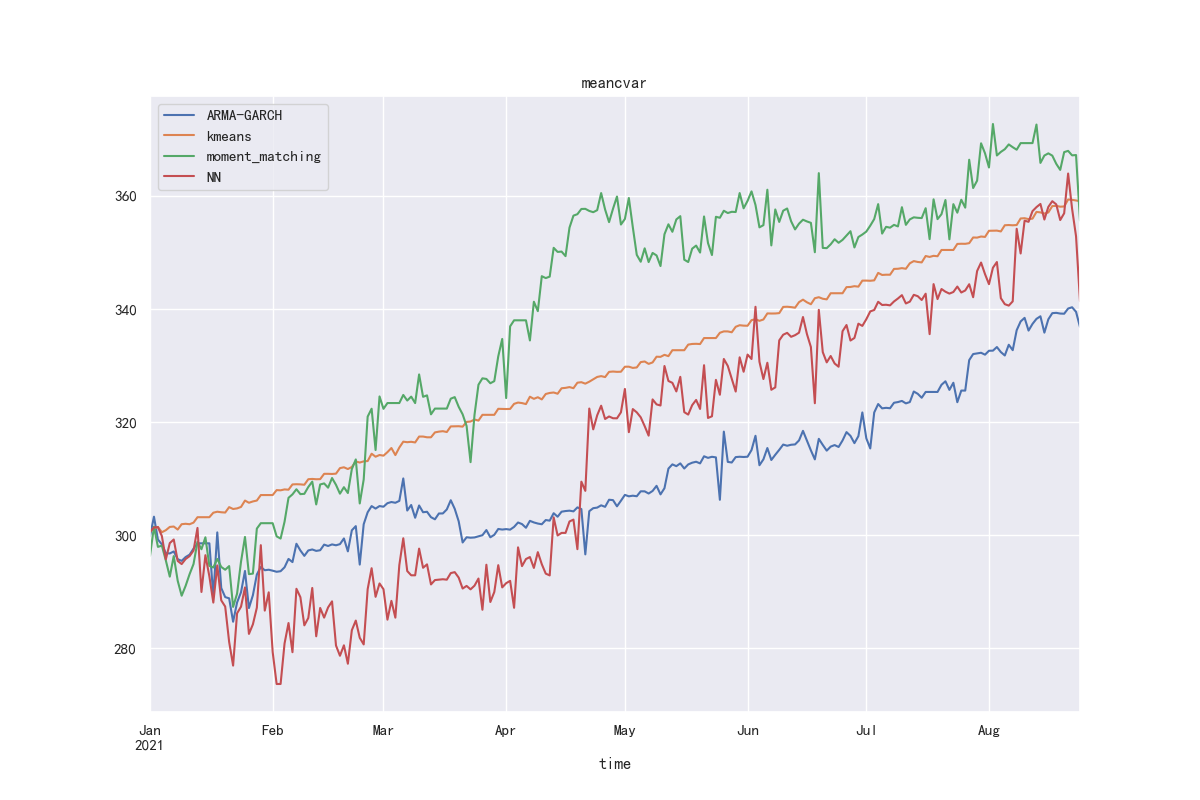 meancvar
ARMA-GARCH
kmeans
moment_matching
NN
360
340
320
300
280
Jan Feb Mar Apr May Jun Jul Aug
2021
time